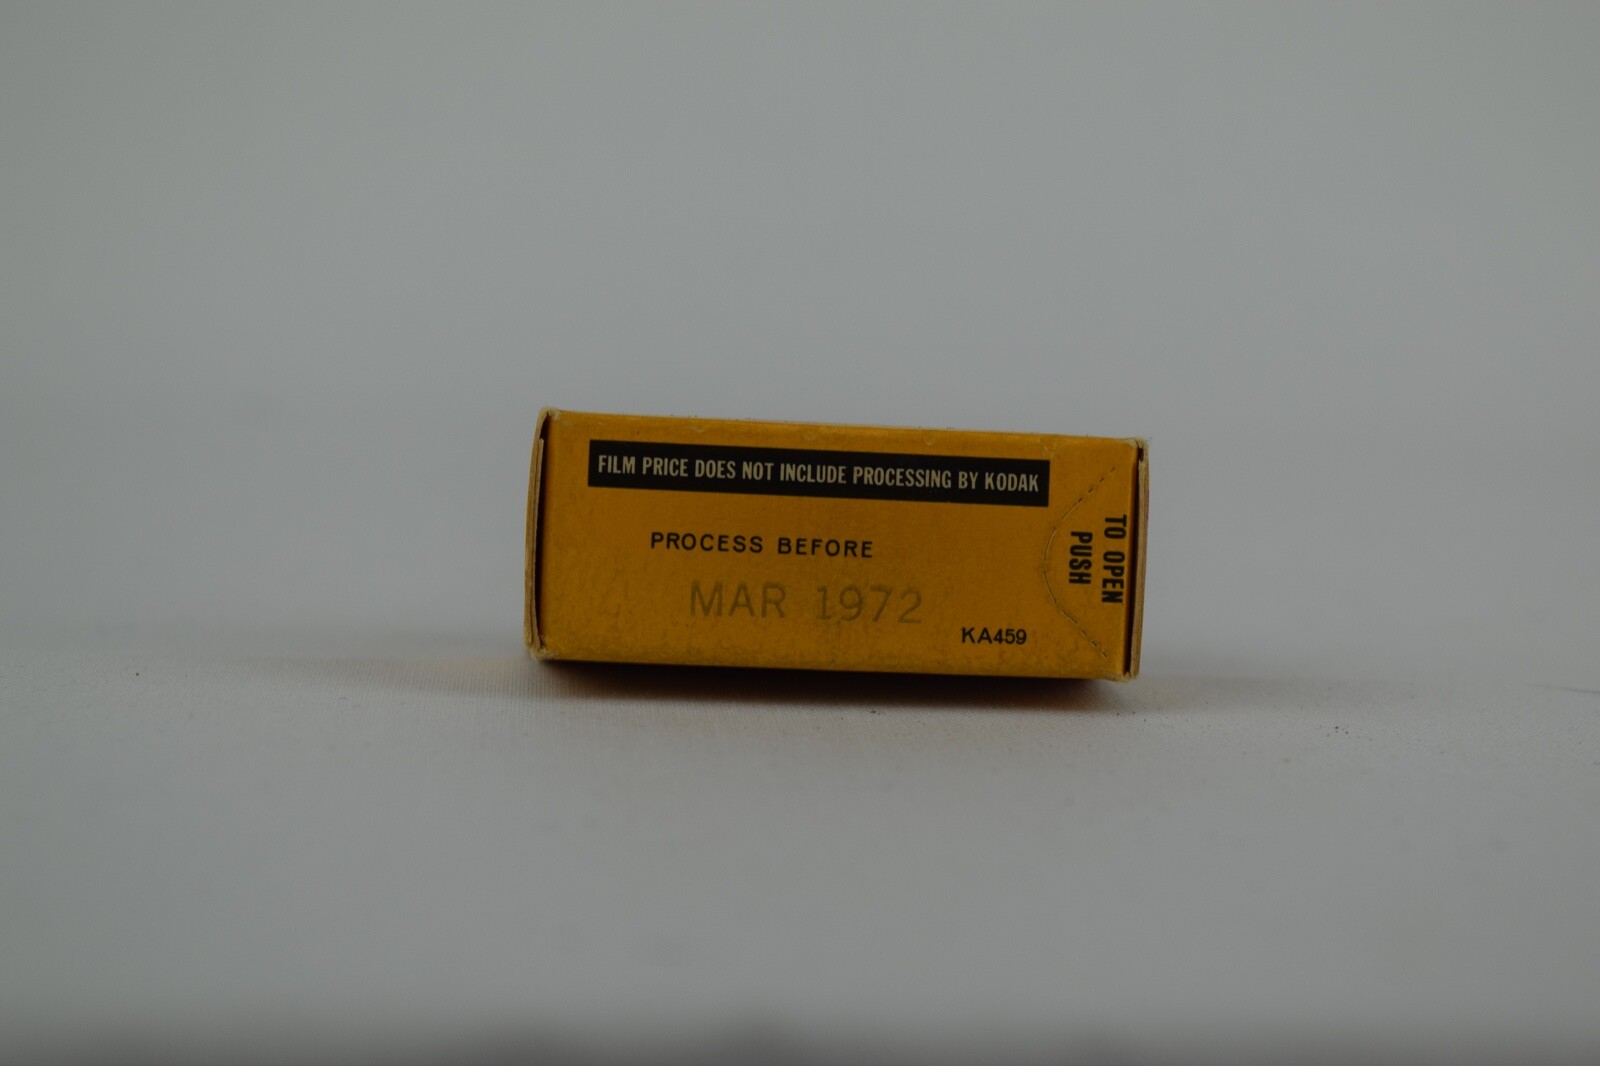 FILM PRICE DOES NOT INCLUDE PROCESSING BY KODAK
PROCESS BEFORE
MAR 1972
KA459
TO OPEN
PUSH